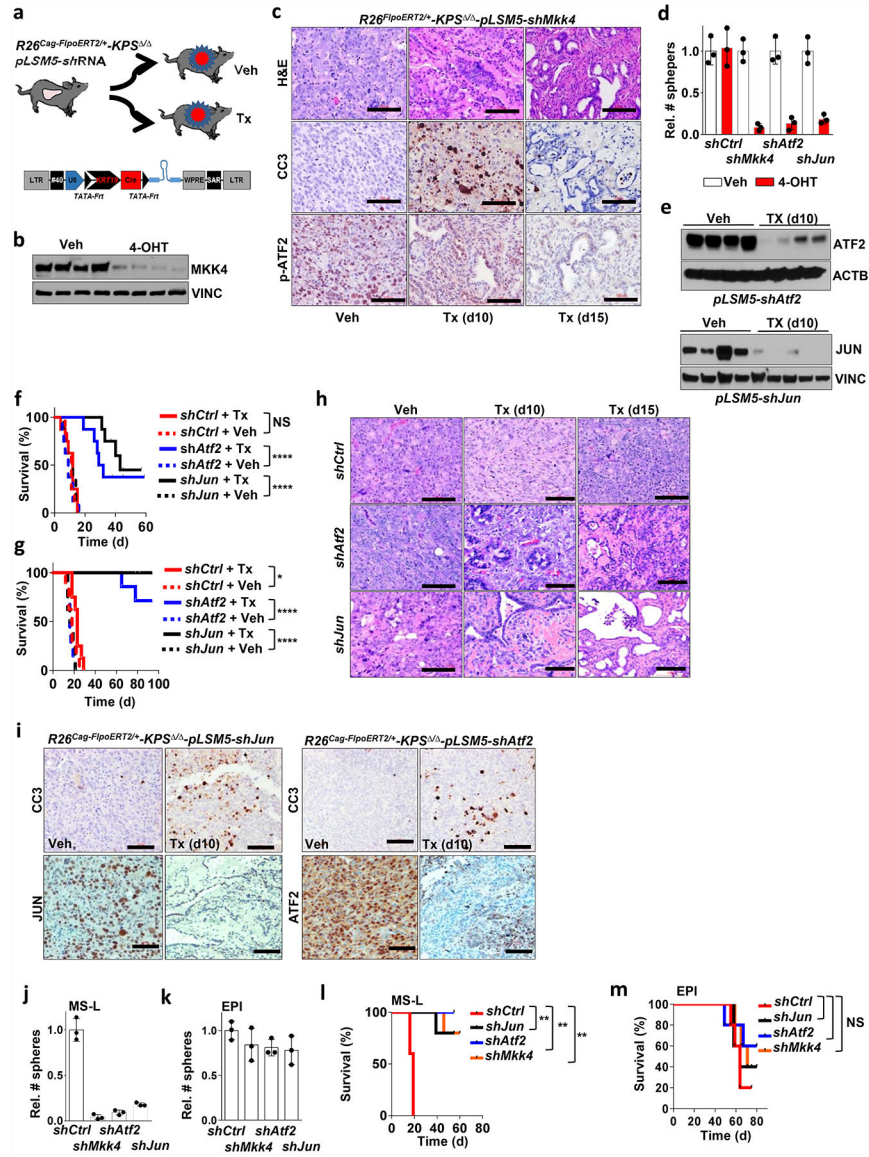 a
R26Cag-FlpoERT2/+-KPSΔ/Δ
pLSM5-shRNA
Veh
Tx
LTR #40 U6 KRT19 Cre WPRE SAR LTR
TATA-Frt TATA-Frt
b
Veh 4-OHT
MKK4
VINC
c
R26FlpoERT2/+-KPSΔ/Δ-pLSM5-shMkk4
H&E
CC3
p-ATF2
Veh Tx (d10) Tx (d15)
d
Rel. # sphepers
1.0
0.5
0.0
shCtrl shAtf2
shMkk4 shJun
Veh 4-OHT
e
Veh TX (d10)
ATF2
ACTB
pLSM5-shAtf2
Veh TX (d10)
JUN
VINC
pLSM5-shJun
f
Survival (%)
100
50
0
0 20 40 60
Time (d)
shCtrl + Tx
shCtrl + Veh
NS
shAtf2 + Tx
shAtf2 + Veh
****
shJun + Tx
shJun + Veh
****
g
Survival (%)
100
50
0
0 20 40 60 80 100
Time (d)
shCtrl + Tx
shCtrl + Veh
*
shAtf2 + Tx
shAtf2 + Veh
****
shJun + Tx
shJun + Veh
****
h
Veh Tx (d10) Tx (d15)
shCtrl
shAtf2
shJun
i
R26Cag-FlpoERT2/+-KPSΔ/Δ-pLSM5-shJun
CC3
Veh Tx (d10)
JUN
R26Cag-FlpoERT2/+-KPSΔ/Δ-pLSM5-shAtf2
CC3
Veh Tx (d10)
ATF2
j
MS-L
Rel. # spheres
1.0
0.5
0
shCtrl shAtf2
shMkk4 shJun
k
EPI
Rel. # spheres
1.0
0.5
0
shCtrl shAtf2
shMkk4 shJun
l
MS-L
Survival (%)
100
50
0
0 20 40 60 80
Time (d)
shCtrl
shJun
shAtf2
shMkk4
** ** **
m
EPI
Survival (%)
100
80
60
40
20
0
0 20 40 60 80
Time (d)
shCtrl
shJun
shAtf2
shMkk4
NS